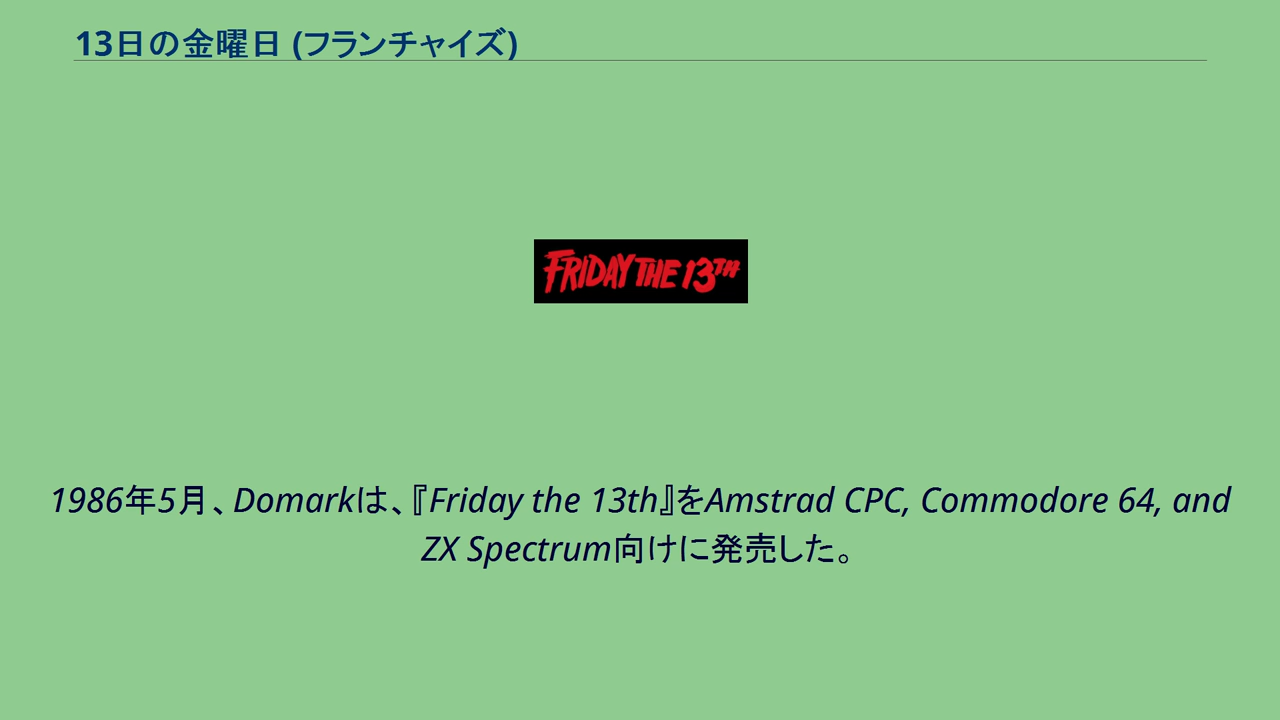 13日の金曜日 (フランチャイズ)
FRIDAY THE 13TH
1986年5月、Domarkは、『Friday the 13th』をAmstrad CPC, Commodore 64, and
ZX Spectrum向けに発売した。